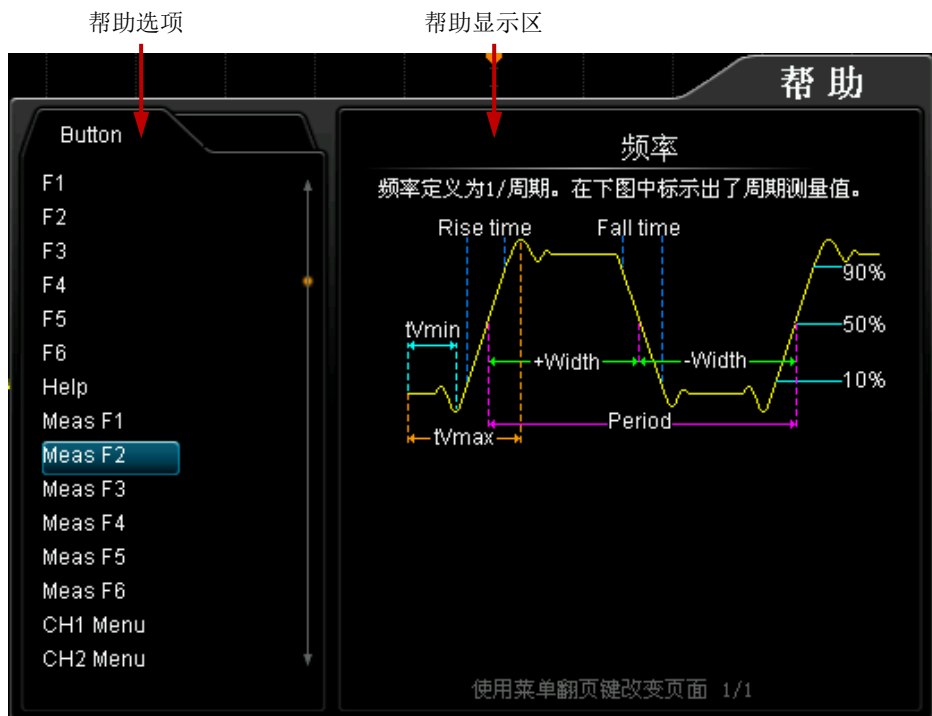 帮助选项
帮助显示区
帮助
Button
F1
F2
F3
F4
F5
F6
Help
Meas F1
Meas F2
Meas F3
Meas F4
Meas F5
Meas F6
CH1 Menu
CH2 Menu
频率
频率定义为1/周期。在下图中标示出了周期测量值。
Rise time
Fall time
90%
tVmin
50%
+Width
-Width
10%
Period
tVmax
使用菜单翻页键改变页面 1/1